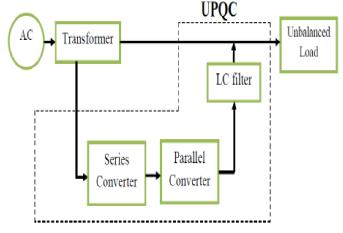 UPQC
AC
Transformer
Unbalanced
Load
LC filter
Series
Converter
Parallel
Converter